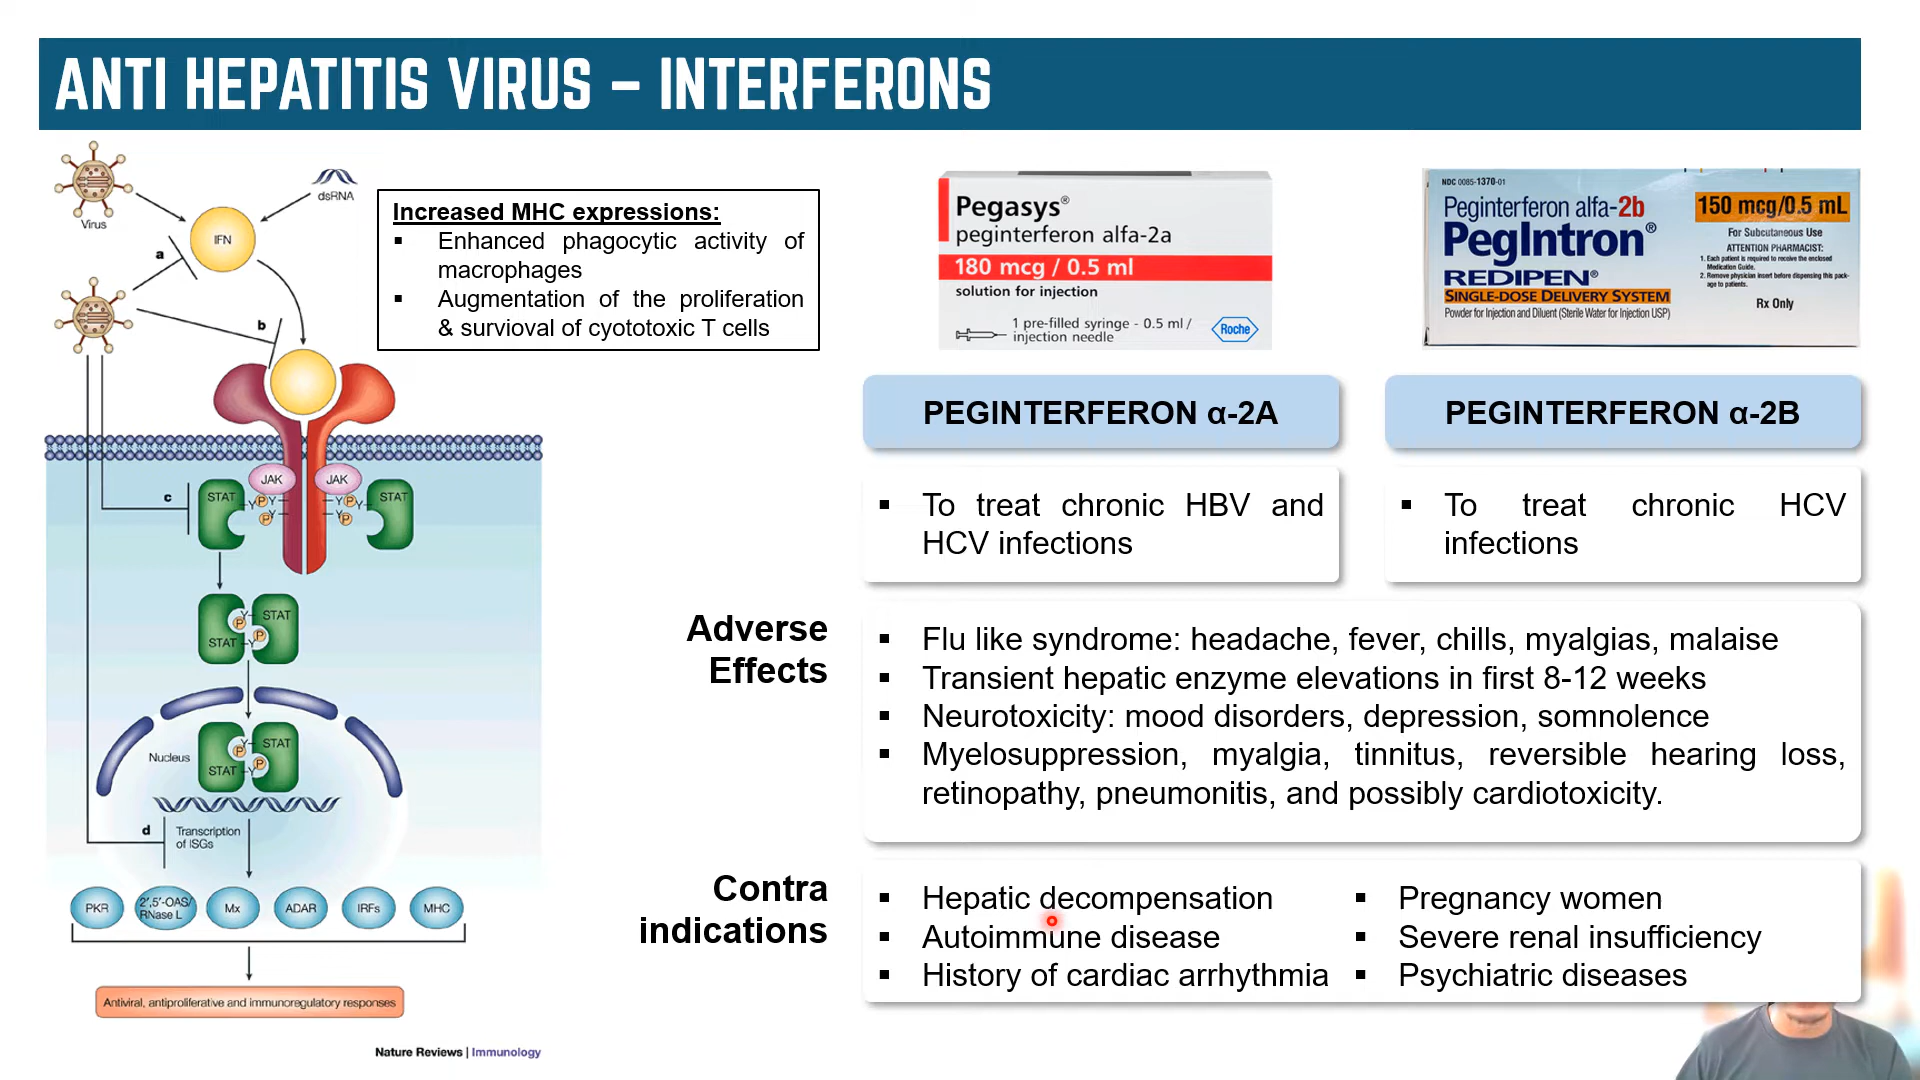 ANTI HEPATITIS VIRUS – INTERFERONS
Virus
dsRNA
IFN
a
b
Increased MHC expressions:
▪ Enhanced phagocytic activity of
macrophages
▪ Augmentation of the proliferation
& survioval of cyototoxic T cells
JAK
JAK
c
STAT
STAT
Y
P
Y
P
P
Y
P
Y
STAT
STAT
Y
P
P
Y
Nucleus
STAT
STAT
Y
P
P
Y
d
Transcription
of ISGs
PKR
2',5'-OAS/
RNase L
Mx
ADAR
IRFs
MHC
Antiviral, antiproliferative and immunoregulatory responses
Nature Reviews | Immunology
Pegasys®
peginterferon alfa-2a
180 mcg / 0.5 ml
solution for injection
1 pre-filled syringe - 0.5 ml /
injection needle
Roche
NDC 0085-1370-01
Peginterferon alfa-2b
PegIntron®
REDIPEN®
SINGLE-DOSE DELIVERY SYSTEM
Powder for Injection and Diluent (Sterile Water for Injection USP)
150 mcg/0.5 mL
For Subcutaneous Use
ATTENTION PHARMACIST:
1. Each patient is required to receive the enclosed
Medication Guide.
2. Remove physician insert before dispensing this pack-
age to patients.
Rx Only
PEGINTERFERON α-2A
PEGINTERFERON α-2B
▪ To treat chronic HBV and
HCV infections
▪ To treat chronic HCV
infections
Adverse
Effects
▪ Flu like syndrome: headache, fever, chills, myalgias, malaise
▪ Transient hepatic enzyme elevations in first 8-12 weeks
▪ Neurotoxicity: mood disorders, depression, somnolence
▪ Myelosuppression, myalgia, tinnitus, reversible hearing loss,
retinopathy, pneumonitis, and possibly cardiotoxicity.
Contra
indications
▪ Hepatic decompensation
▪ Autoimmune disease
▪ History of cardiac arrhythmia
▪ Pregnancy women
▪ Severe renal insufficiency
▪ Psychiatric diseases